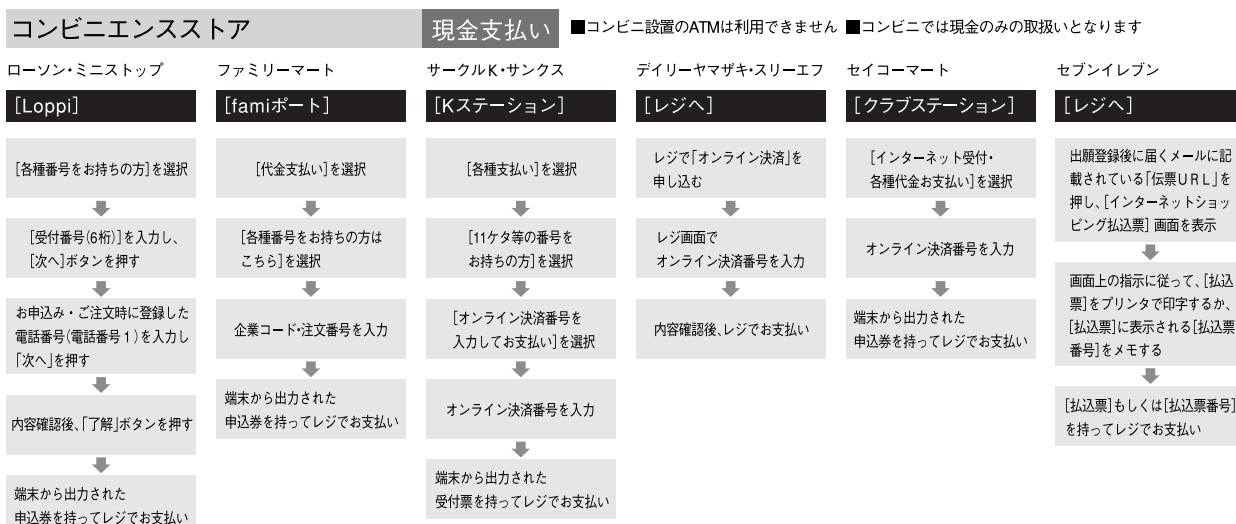 コンビニエンスストア 現金支払い ■コンビニ設置のATMは利用できません ■コンビニでは現金のみの取扱いとなります
ローソン・ミニストップ
[Loppi]
[各種番号をお持ちの方]を選択
[受付番号(6桁)]を入力し、
[次へ]ボタンを押す
お申込み・ご注文時に登録した
電話番号(電話番号1)を入力し
「次へ」を押す
内容確認後、「了解」ボタンを押す
端末から出力された
申込券を持ってレジでお支払い
ファミリーマート
[famiポート]
[代金支払い]を選択
[各種番号をお持ちの方は
こちら]を選択
企業コード・注文番号を入力
端末から出力された
申込券を持ってレジでお支払い
サークルK・サンクス
[Kステーション]
[各種支払い]を選択
[11ケタ等の番号を
お持ちの方]を選択
[オンライン決済番号を
入力してお支払い]を選択
オンライン決済番号を入力
端末から出力された
受付票を持ってレジでお支払い
デイリーヤマザキ・スリーエフ
[レジへ]
レジで「オンライン決済」を
申し込む
レジ画面で
オンライン決済番号を入力
内容確認後、レジでお支払い
セイコーマート
[クラブステーション]
[インターネット受付・
各種代金お支払い]を選択
オンライン決済番号を入力
端末から出力された
申込券を持ってレジでお支払い
セブンイレブン
[レジへ]
出願登録後に届くメールに記
載されている「伝票URL」を
押し、[インターネットショッ
ピング払込票] 画面を表示
画面上の指示に従って、[払込
票]をプリンタで印字するか、
[払込票]に表示される[払込票
番号]をメモする
[払込票]もしくは[払込票番号]
を持ってレジでお支払い